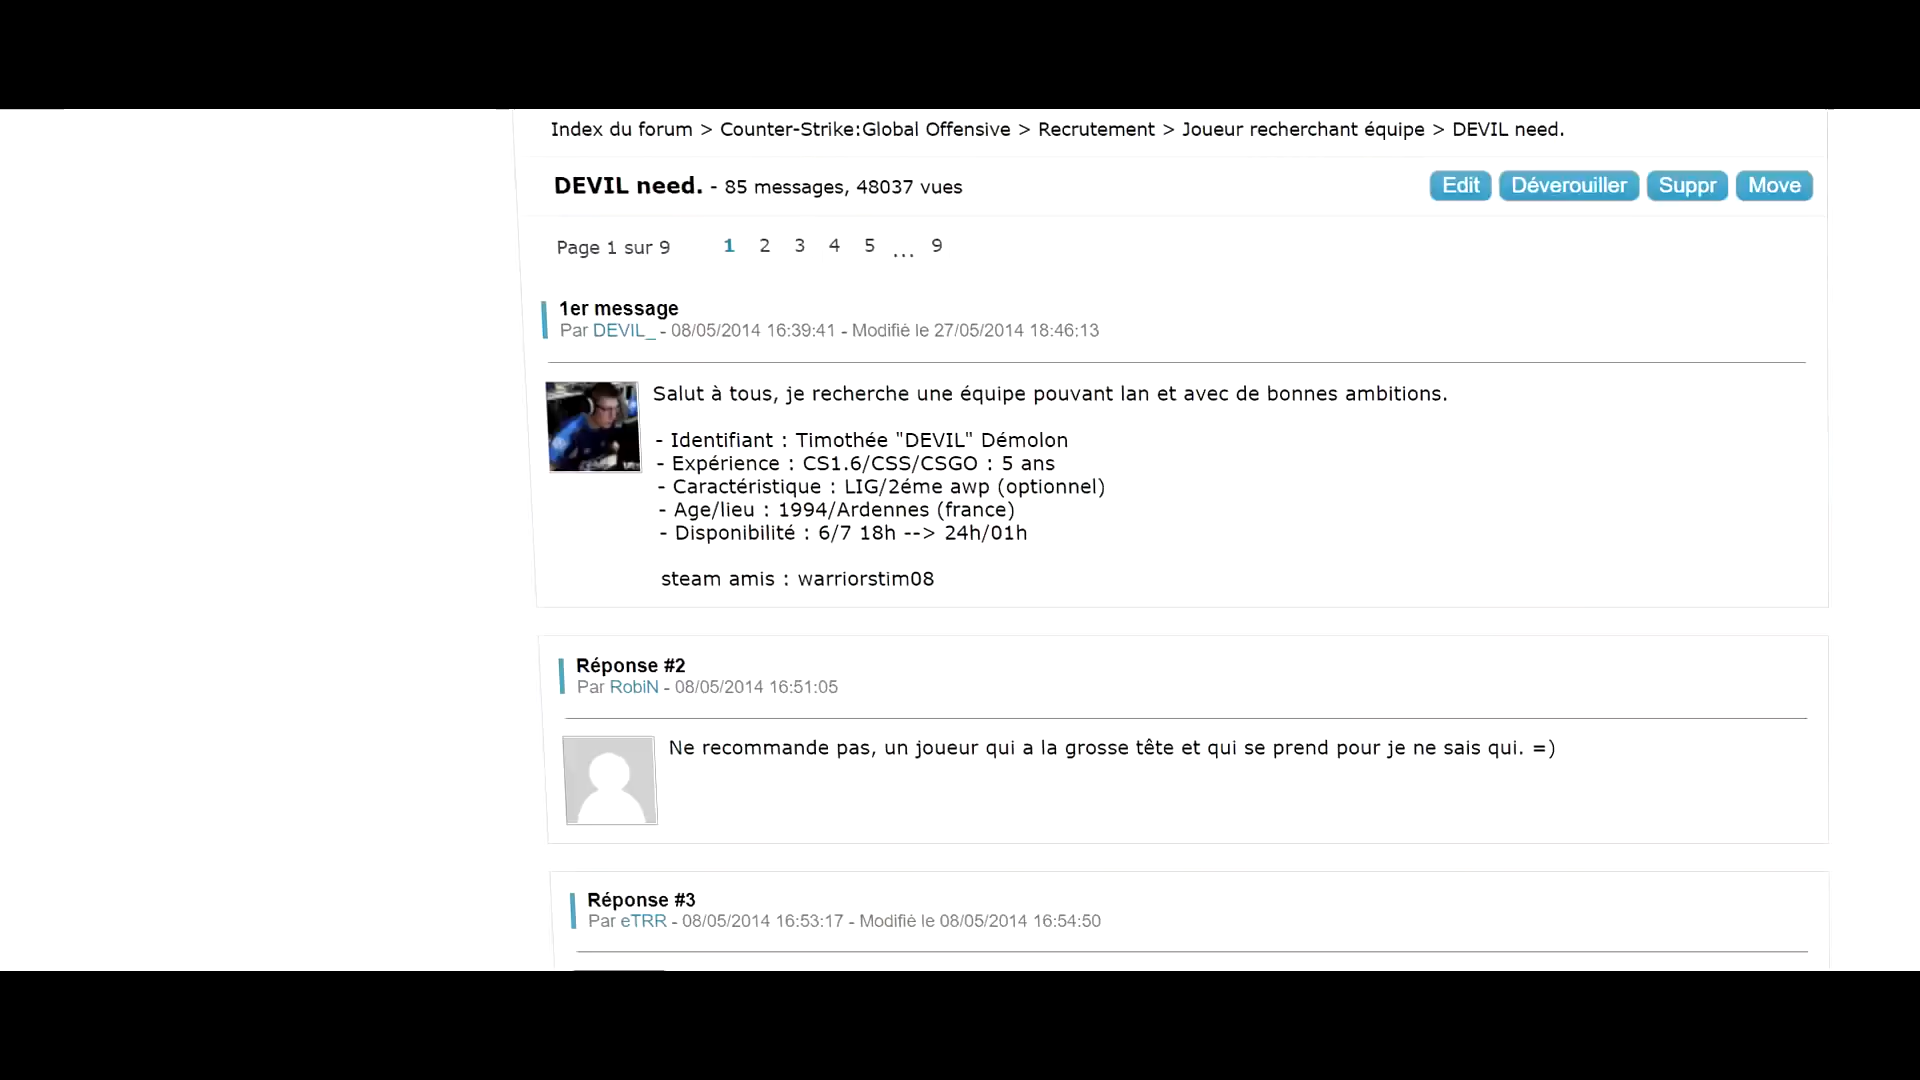 Index du forum > Counter-Strike:Global Offensive > Recrutement > Joueur recherchant équipe > DEVIL need.
DEVIL need. - 85 messages, 48037 vues
Edit Déverouiller Suppr Move
Page 1 sur 9 1 2 3 4 5 ... 9
1er message
Par DEVIL_ - 08/05/2014 16:39:41 - Modifié le 27/05/2014 18:46:13
Salut à tous, je recherche une équipe pouvant lan et avec de bonnes ambitions.
- Identifiant : Timothée "DEVIL" Démolon
- Expérience : CS1.6/CSS/CSGO : 5 ans
- Caractéristique : LIG/2éme awp (optionnel)
- Age/lieu : 1994/Ardennes (france)
- Disponibilité : 6/7 18h --> 24h/01h
steam amis : warriorstim08
Réponse #2
Par RobiN - 08/05/2014 16:51:05
Ne recommande pas, un joueur qui a la grosse tête et qui se prend pour je ne sais qui. =)
Réponse #3
Par eTRR - 08/05/2014 16:53:17 - Modifié le 08/05/2014 16:54:50